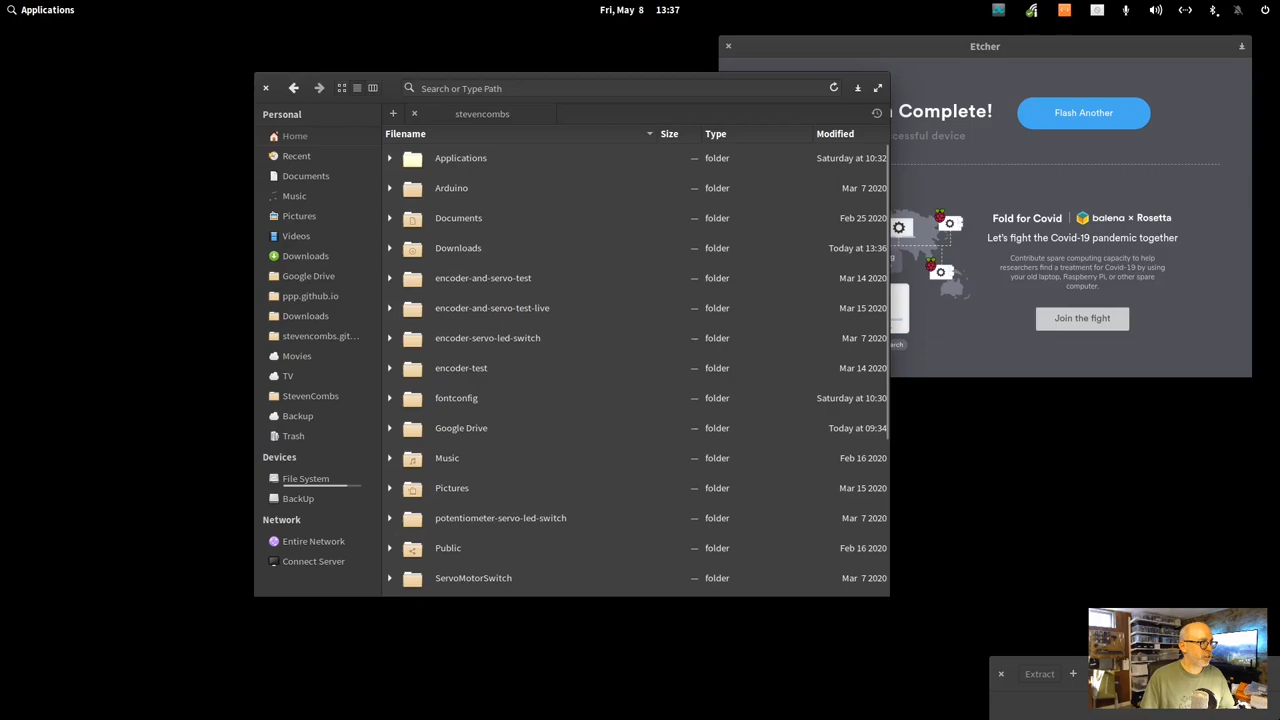 Applications
Fri, May 8 13:37
Etcher
Search or Type Path
Complete!
Flash Another
Personal
stevencombs
essful device
Filename Size Type Modified
Home
Recent
Documents
Music
Pictures
Videos
Downloads
Google Drive
ppp.github.io
Downloads
stevencombs.git...
Movies
TV
StevenCombs
Backup
Trash
Devices
File System
BackUp
Network
Entire Network
Connect Server
Applications — folder Saturday at 10:32
Arduino — folder Mar 7 2020
Documents — folder Feb 25 2020
Downloads — folder Today at 13:36
encoder-and-servo-test — folder Mar 14 2020
encoder-and-servo-test-live — folder Mar 15 2020
encoder-servo-led-switch — folder Mar 7 2020
encoder-test — folder Mar 14 2020
fontconfig — folder Saturday at 10:30
Google Drive — folder Today at 09:34
Music — folder Feb 16 2020
Pictures — folder Mar 15 2020
potentiometer-servo-led-switch — folder Mar 7 2020
Public — folder Feb 16 2020
ServoMotorSwitch — folder Mar 7 2020
Fold for Covid balena × Rosetta
Let's fight the Covid-19 pandemic together
Contribute spare computing capacity to help
researchers find a treatment for Covid-19 by using
your old laptop, Raspberry Pi, or other spare
computer.
Join the fight
Extract